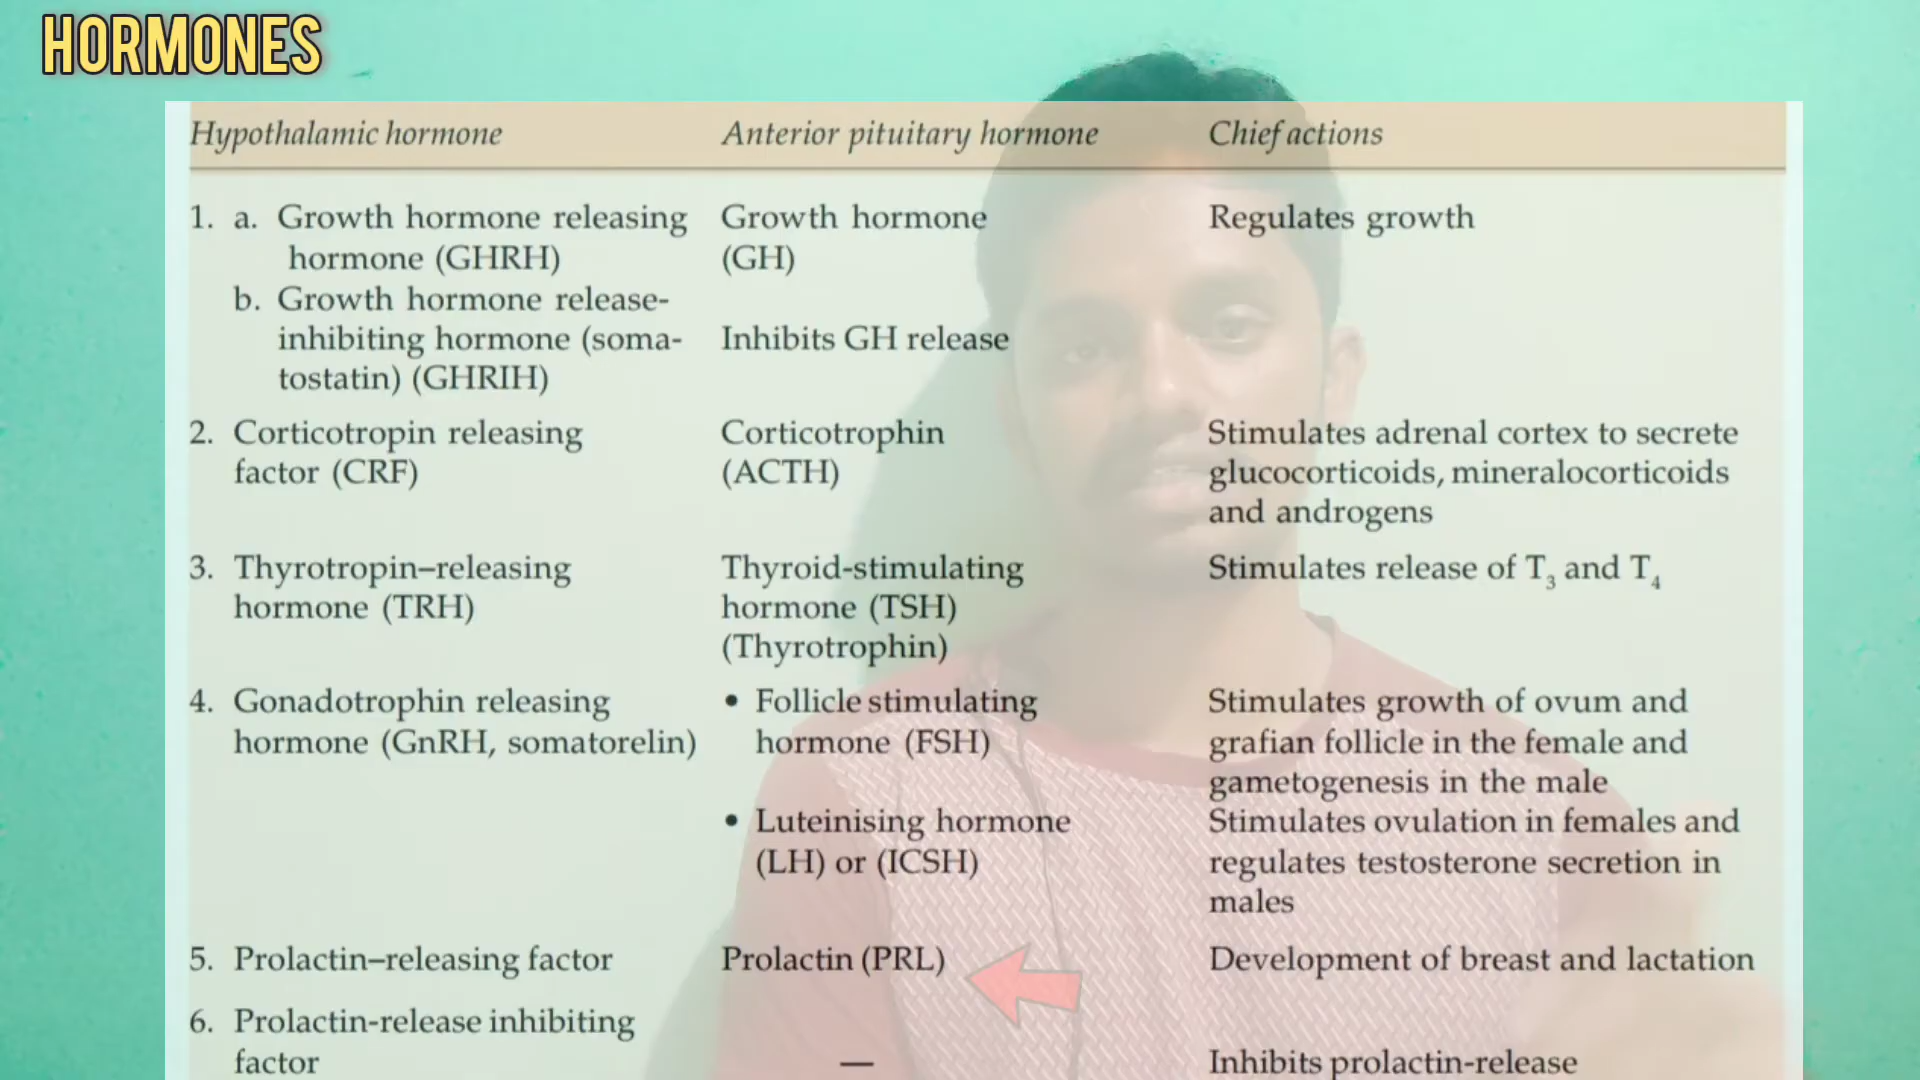 HORMONES
Hypothalamic hormone Anterior pituitary hormone Chief actions
1. a. Growth hormone releasing Growth hormone Regulates growth
hormone (GHRH) (GH)
b. Growth hormone release-
inhibiting hormone (soma- Inhibits GH release
tostatin) (GHRIH)
2. Corticotropin releasing Corticotrophin Stimulates adrenal cortex to secrete
factor (CRF) (ACTH) glucocorticoids, mineralocorticoids
and androgens
3. Thyrotropin–releasing Thyroid-stimulating Stimulates release of T₃ and T₄
hormone (TRH) hormone (TSH)
(Thyrotrophin)
4. Gonadotrophin releasing • Follicle stimulating Stimulates growth of ovum and
hormone (GnRH, somatorelin) hormone (FSH) grafian follicle in the female and
gametogenesis in the male
• Luteinising hormone Stimulates ovulation in females and
(LH) or (ICSH) regulates testosterone secretion in
males
5. Prolactin–releasing factor Prolactin (PRL) Development of breast and lactation
6. Prolactin-release inhibiting
factor — Inhibits prolactin-release